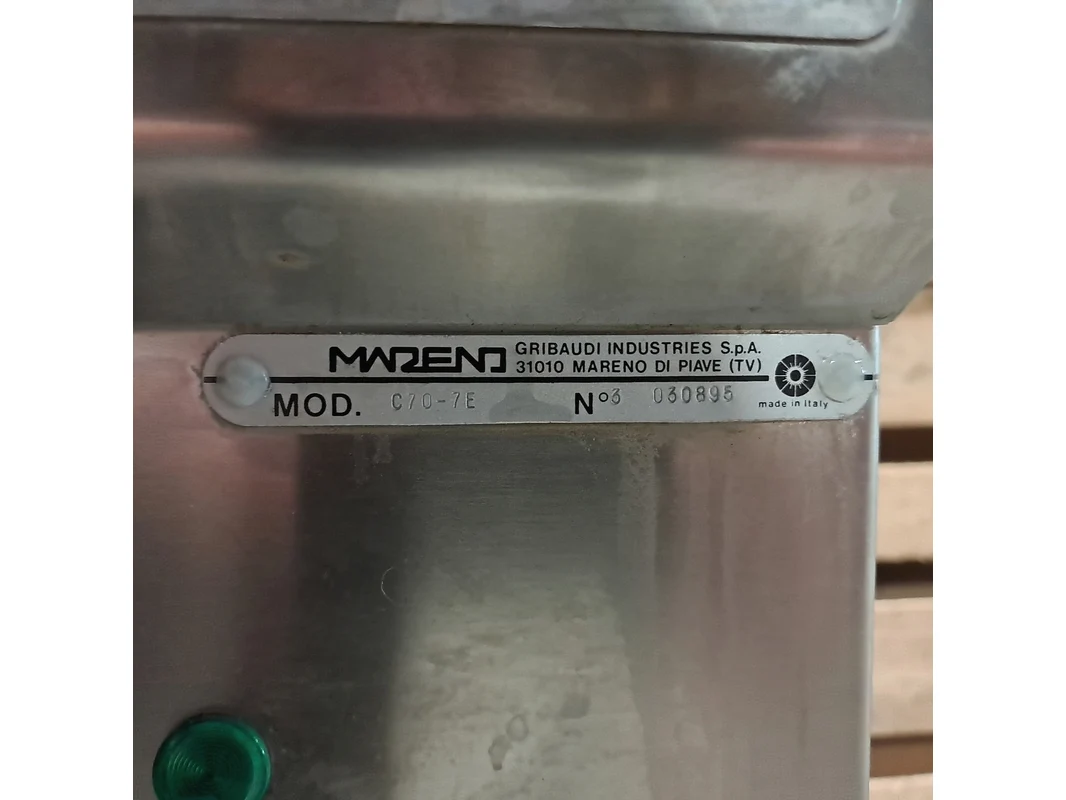 MARENO GRIBAUDI INDUSTRIES S.p.A.
31010 MARENO DI PIAVE (TV)
MOD. C70-7E N°3 030895
made in italy